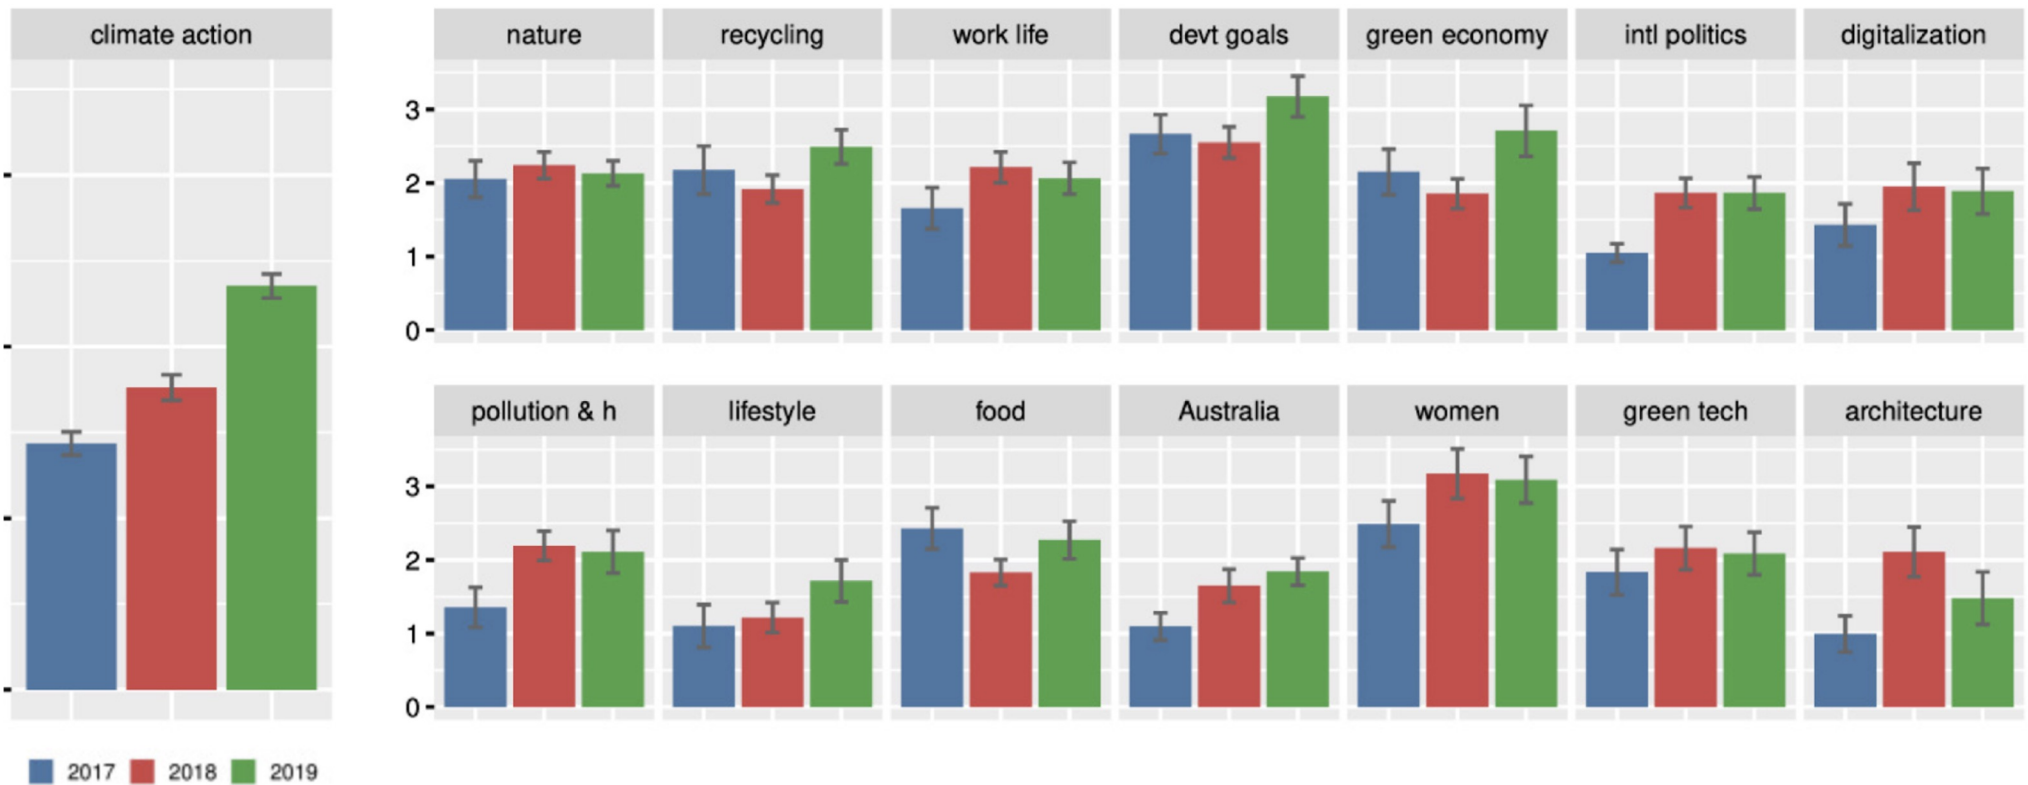 climate action
nature recycling work life devt goals green economy intl politics digitalization
3
2
1
0
pollution & h lifestyle food Australia women green tech architecture
3
2
1
0
2017 2018 2019